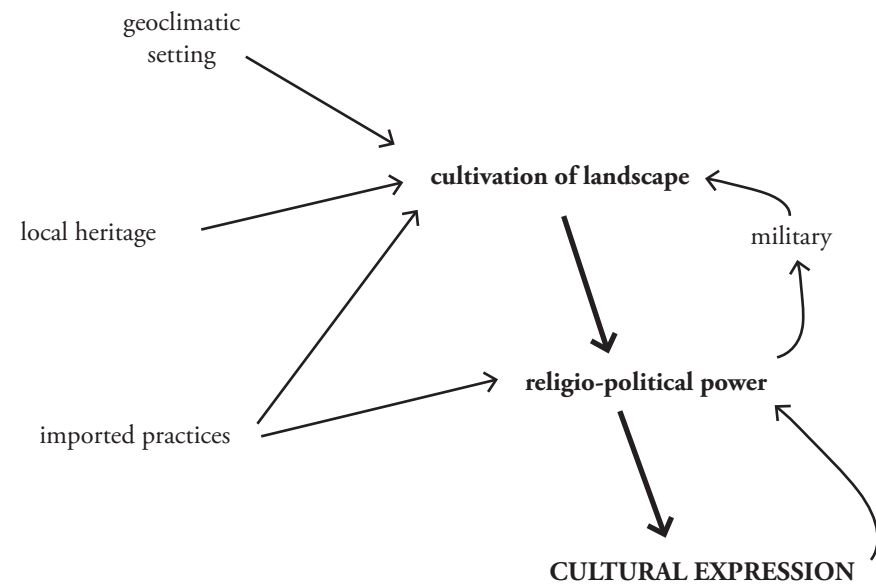 geoclimatic
setting
cultivation of landscape
local heritage
military
religio-political power
imported practices
CULTURAL EXPRESSION